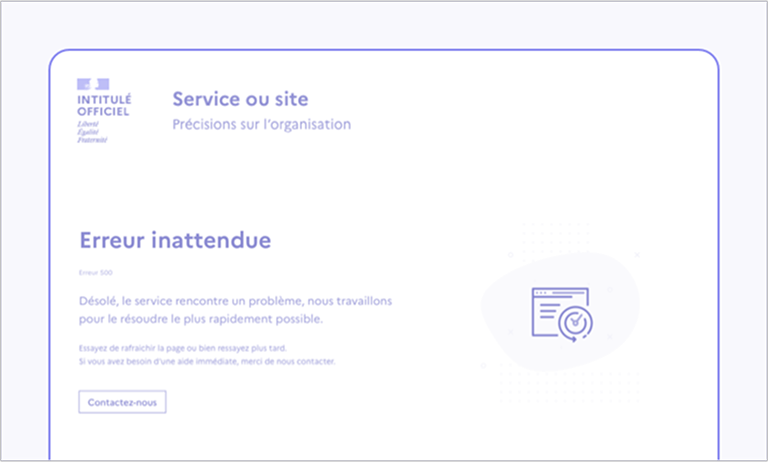 INTITULÉ
OFFICIEL
Liberté
Égalité
Fraternité
Service ou site
Précisions sur l'organisation
Erreur inattendue
Erreur 500
Désolé, le service rencontre un problème, nous travaillons
pour le résoudre le plus rapidement possible.
Essayez de rafraichir la page ou bien ressayez plus tard.
Si vous avez besoin d'une aide immédiate, merci de nous contacter.
Contactez-nous